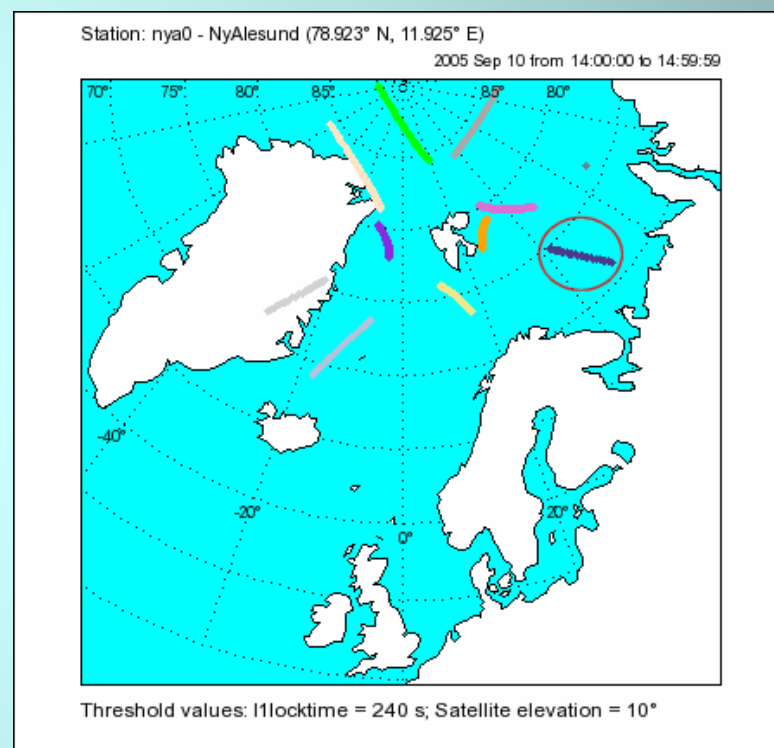 Station: nya0 - NyAlesund (78.923° N, 11.925° E)
2005 Sep 10 from 14:00:00 to 14:59:59
70° 75° 80° 85° 85° 80°
-40°
-20° 20°
0°
Threshold values: l1locktime = 240 s; Satellite elevation = 10°